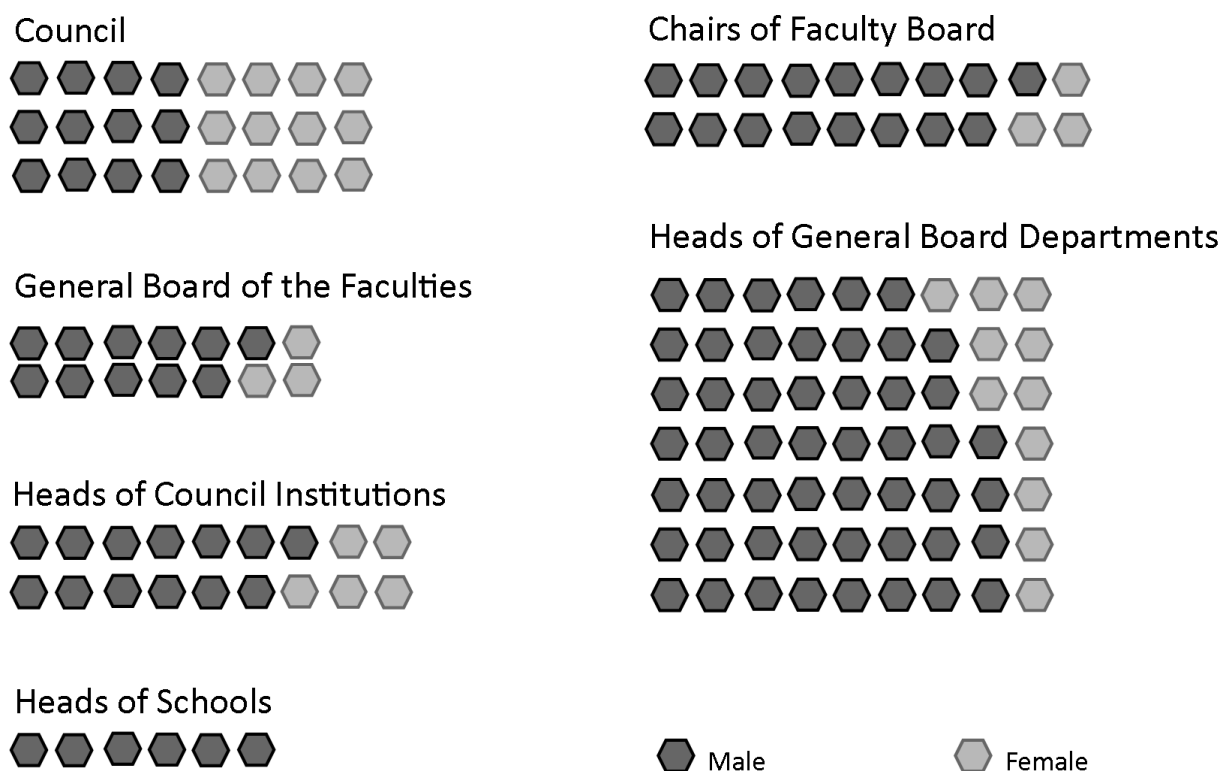 Council
General Board of the Faculties
Heads of Council Institutions
Heads of Schools
Chairs of Faculty Board
Heads of General Board Departments
Male
Female